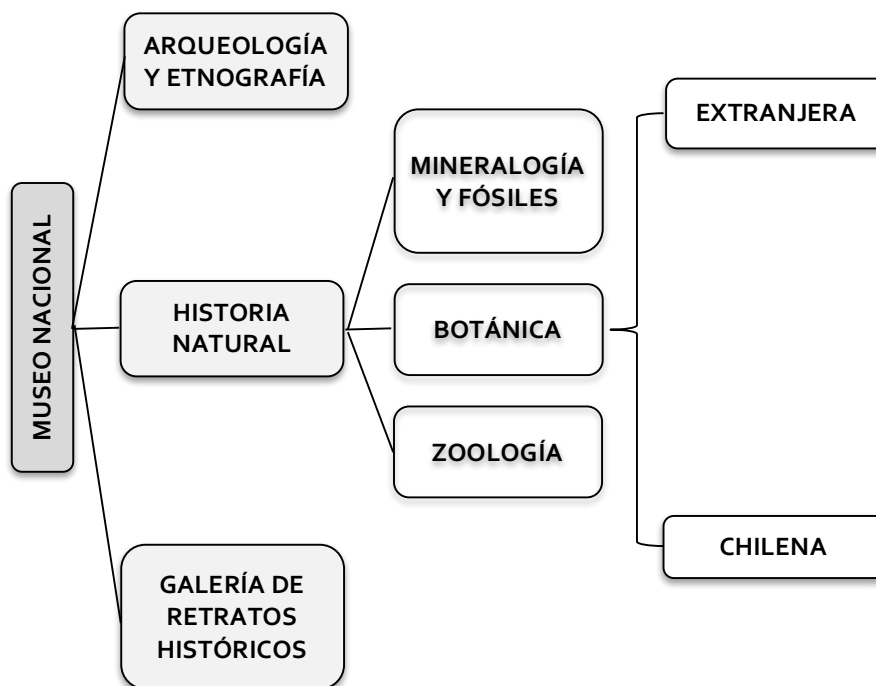 MUSEO NACIONAL
ARQUEOLOGÍA
Y ETNOGRAFÍA
HISTORIA
NATURAL
GALERÍA DE
RETRATOS
HISTÓRICOS
MINERALOGÍA
Y FÓSILES
BOTÁNICA
ZOOLOGÍA
EXTRANJERA
CHILENA